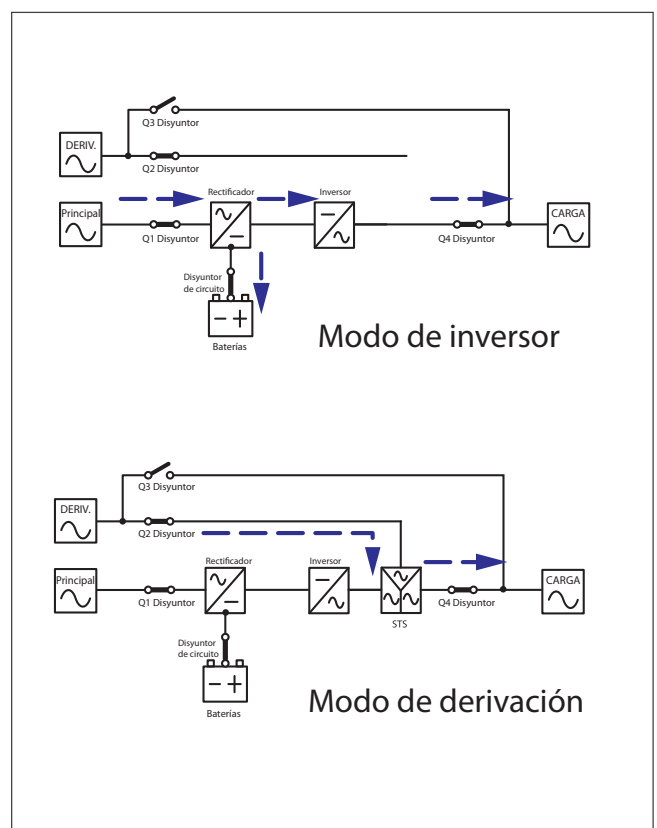 Q3 Disyuntor
DERIV.
Q2 Disyuntor
Rectificador
Inversor
Principal
CARGA
Q1 Disyuntor
Q4 Disyuntor
Disyuntor
de circuito
Baterías
Modo de inversor
Q3 Disyuntor
DERIV.
Q2 Disyuntor
Rectificador
Inversor
Principal
CARGA
Q1 Disyuntor
Q4 Disyuntor
STS
Disyuntor
de circuito
Baterías
Modo de derivación